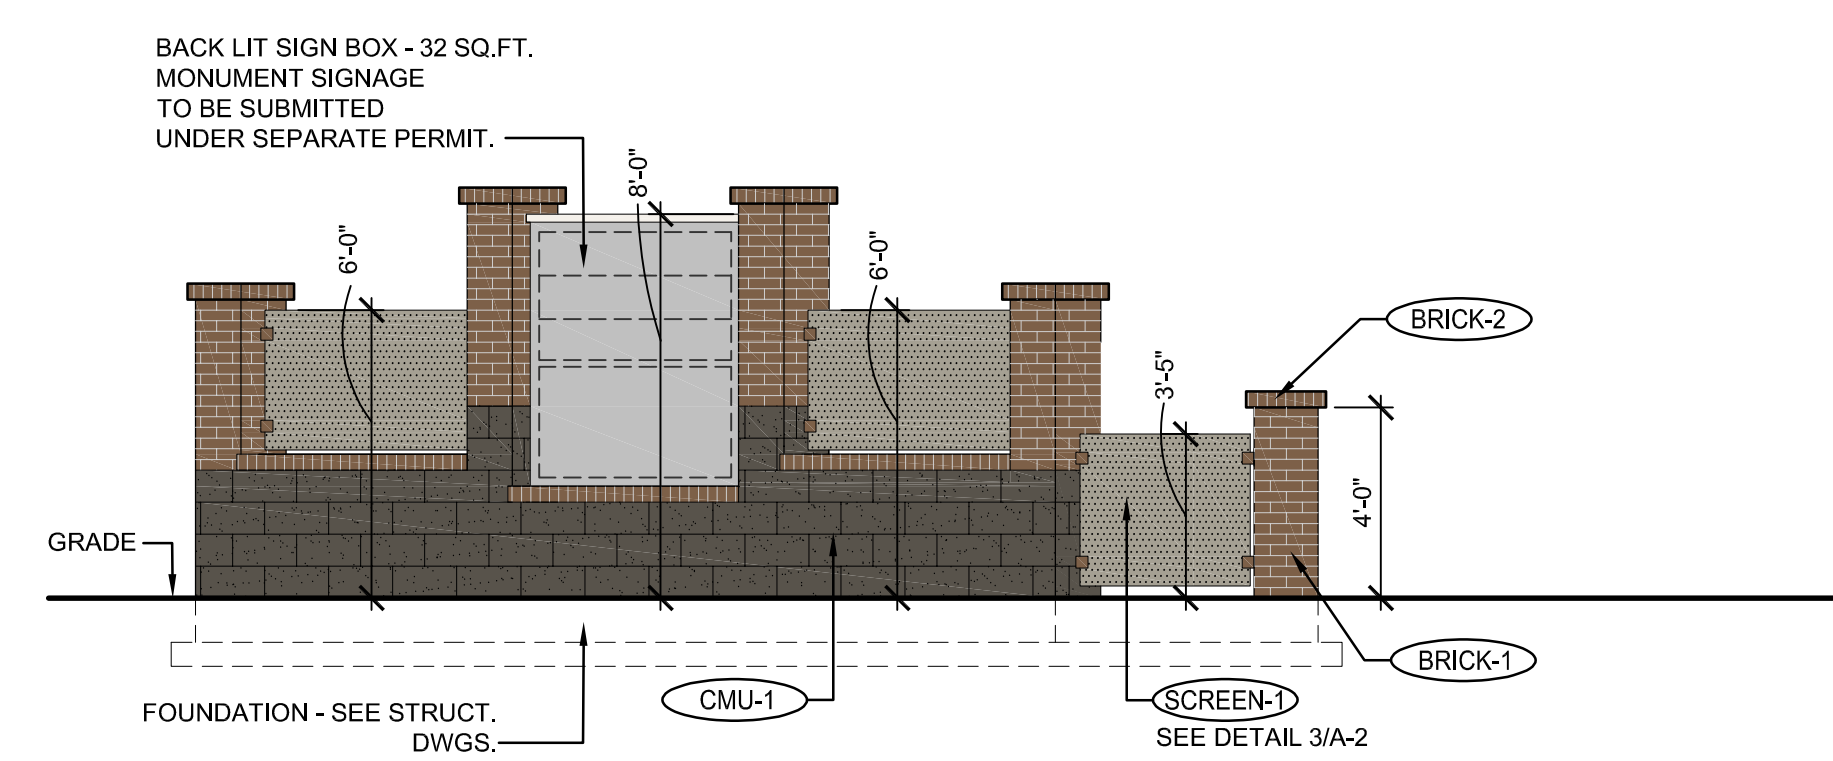 BACK LIT SIGN BOX - 32 SQ.FT.
MONUMENT SIGNAGE
TO BE SUBMITTED
UNDER SEPARATE PERMIT.
8'-0"
6'-0"
6'-0"
BRICK-2
3'-5"
4'-0"
GRADE
BRICK-1
CMU-1
SCREEN-1
SEE DETAIL 3/A-2
FOUNDATION - SEE STRUCT.
DWGS.